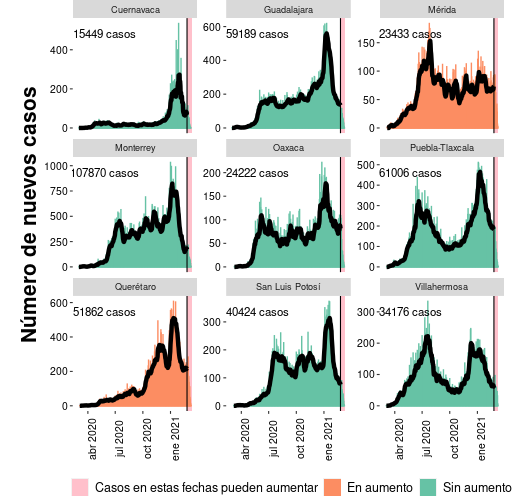 Número de nuevos casos
Cuernavaca
15449 casos
400
200
0
Guadalajara
59189 casos
600
400
200
0
Mérida
23433 casos
150
100
50
0
Monterrey
107870 casos
1000
750
500
250
0
Oaxaca
24222 casos
200
150
100
50
0
Puebla-Tlaxcala
61006 casos
500
400
300
200
100
0
Querétaro
51862 casos
600
400
200
0
San Luis Potosí
40424 casos
300
200
100
0
Villahermosa
34176 casos
300
200
100
0
abr 2020
jul 2020
oct 2020
ene 2021
abr 2020
jul 2020
oct 2020
ene 2021
abr 2020
jul 2020
oct 2020
ene 2021
Casos en estas fechas pueden aumentar
En aumento
Sin aumento